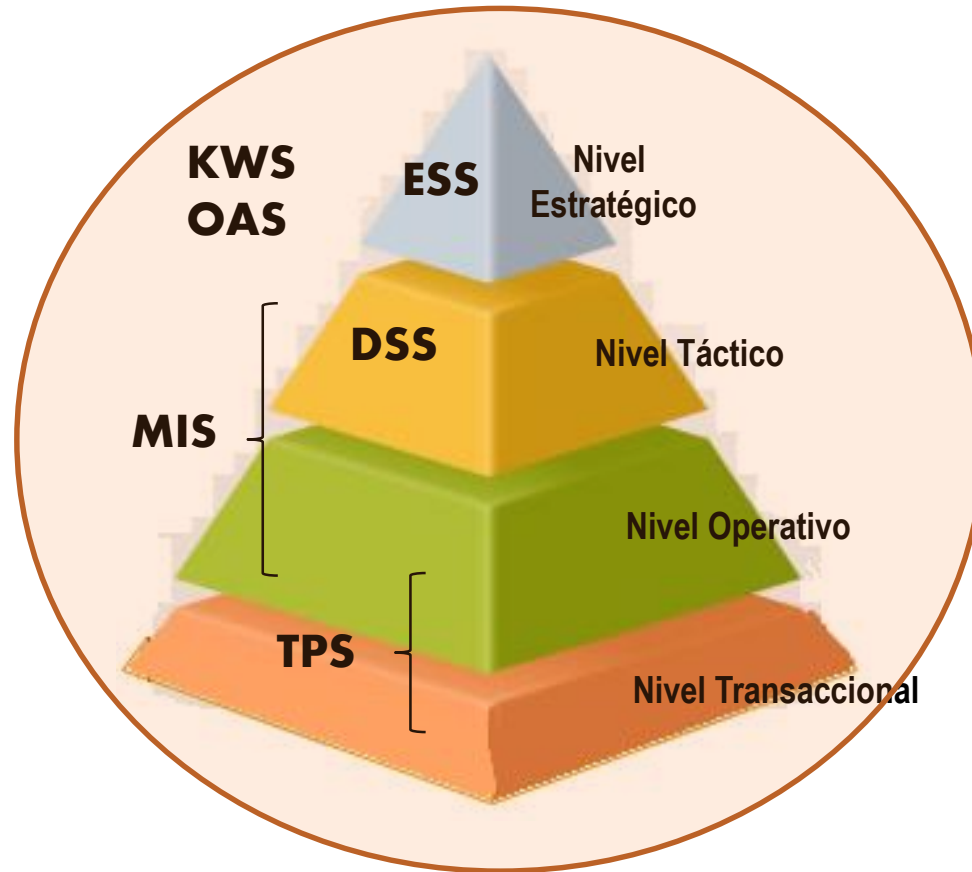 KWS
OAS
ESS
Nivel
Estratégico
DSS
Nivel Táctico
MIS
Nivel Operativo
TPS
Nivel Transaccional